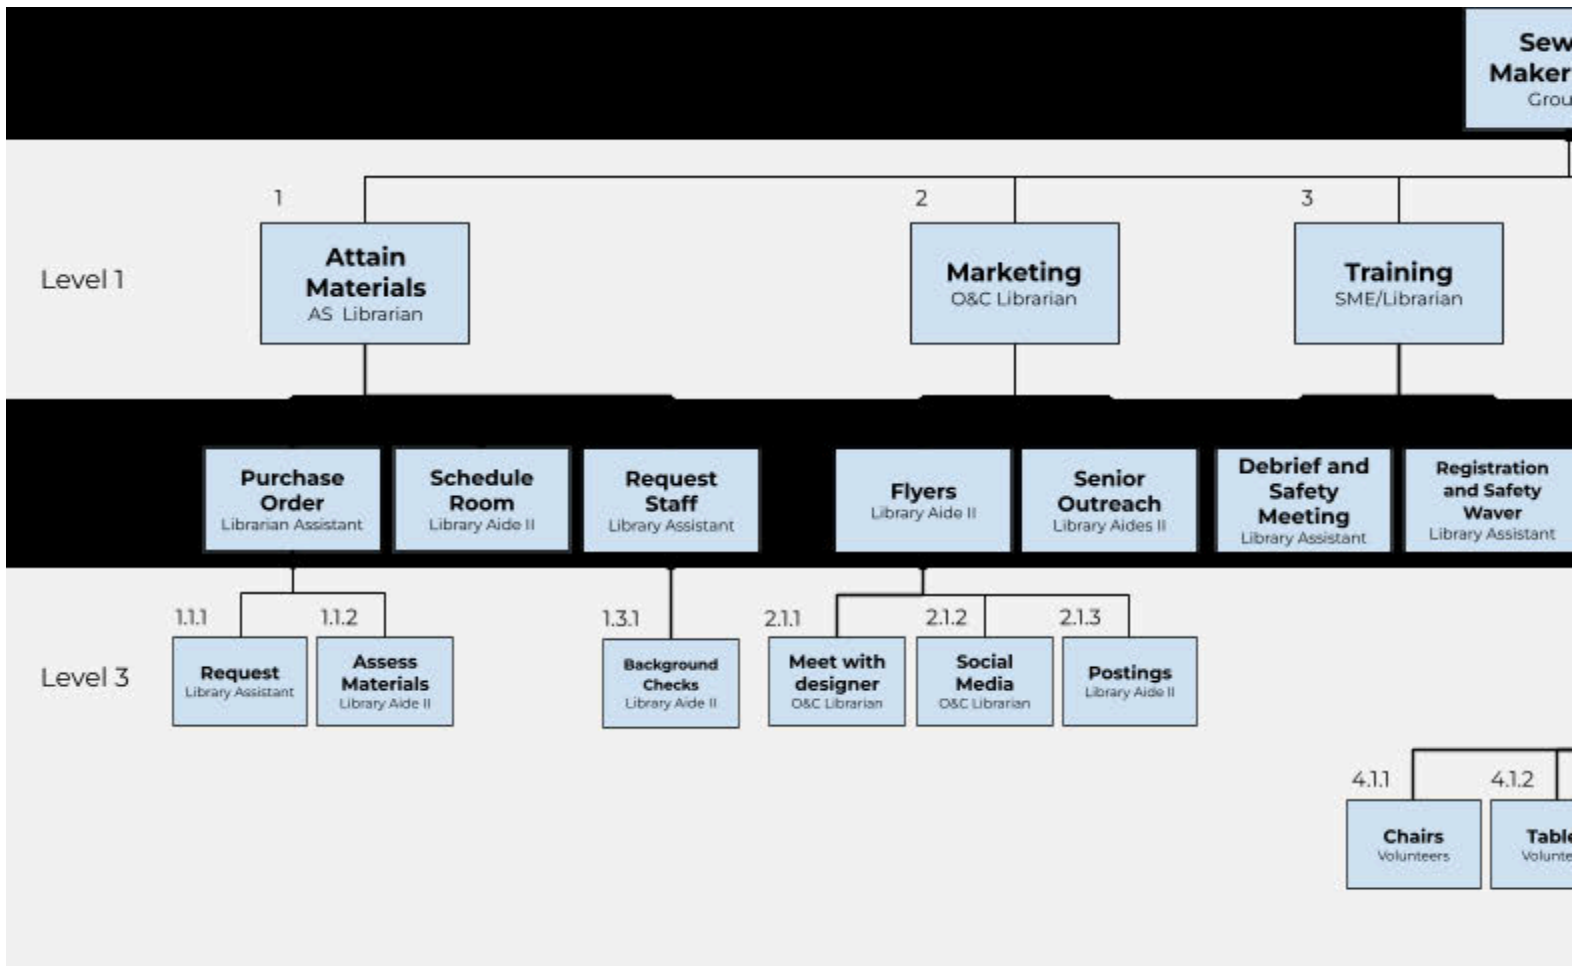 Sew
Maker
Grou
1
2
3
Level 1
Attain
Materials
AS Librarian
Marketing
O&C Librarian
Training
SME/Librarian
Purchase
Order
Librarian Assistant
Schedule
Room
Library Aide II
Request
Staff
Library Assistant
Flyers
Library Aide II
Senior
Outreach
Library Aides II
Debrief and
Safety
Meeting
Library Assistant
Registration
and Safety
Waver
Library Assistant
Level 3
1.1.1
Request
Library Assistant
1.1.2
Assess
Materials
Library Aide II
1.3.1
Background
Checks
Library Aide II
2.1.1
Meet with
designer
O&C Librarian
2.1.2
Social
Media
O&C Librarian
2.1.3
Postings
Library Aide II
4.1.1
Chairs
Volunteers
4.1.2
Table
Volunte